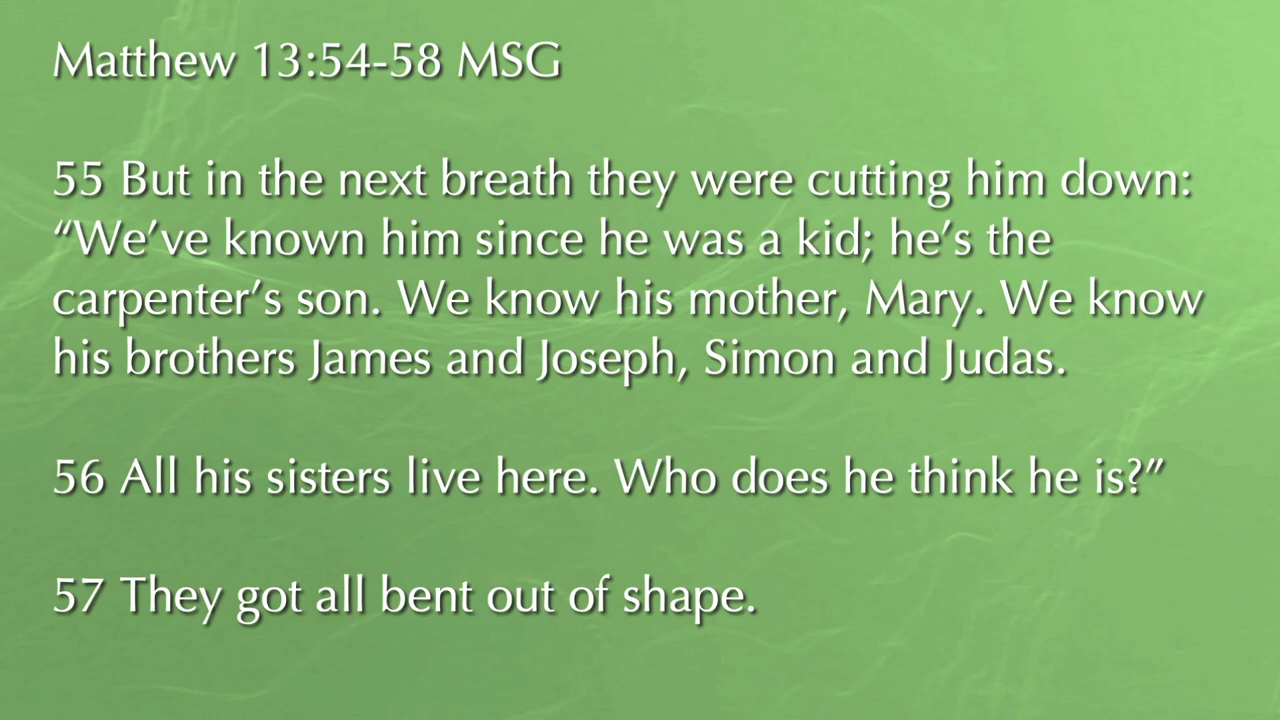 Matthew 13:54-58 MSG
55 But in the next breath they were cutting him down:
“We’ve known him since he was a kid; he’s the
carpenter’s son. We know his mother, Mary. We know
his brothers James and Joseph, Simon and Judas.
56 All his sisters live here. Who does he think he is?”
57 They got all bent out of shape.